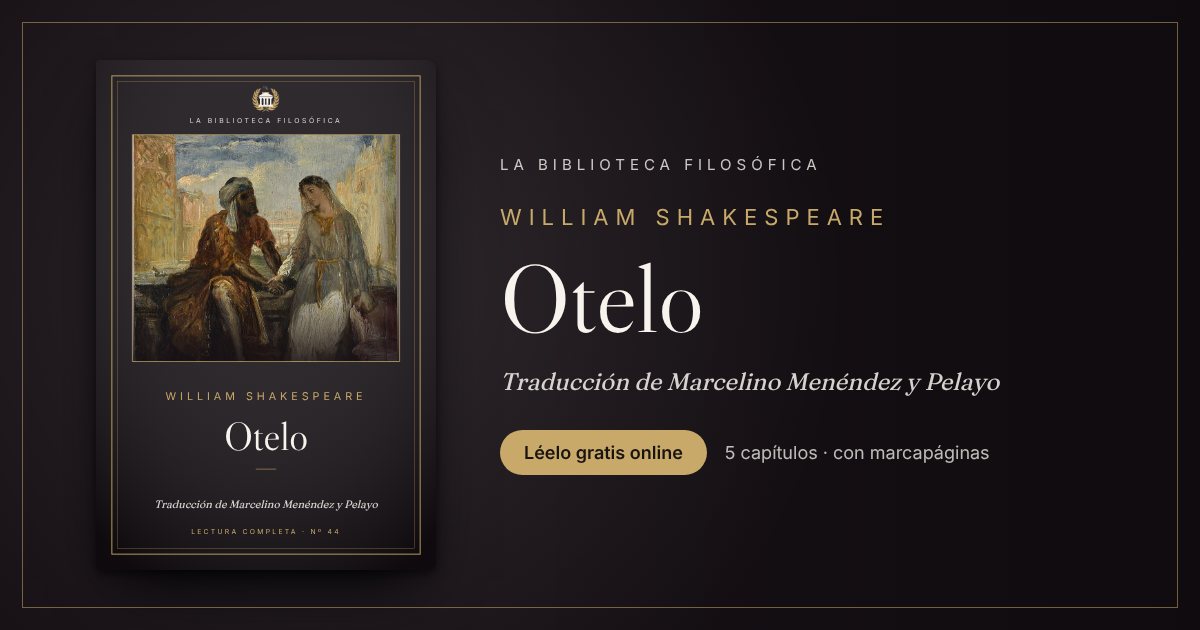 LA BIBLIOTECA FILOSÓFICA
WILLIAM SHAKESPEARE
Otelo
Traducción de Marcelino Menéndez y Pelayo
LECTURA COMPLETA · Nº 44
LA BIBLIOTECA FILOSÓFICA
WILLIAM SHAKESPEARE
Otelo
Traducción de Marcelino Menéndez y Pelayo
Léelo gratis online
5 capítulos · con marcapáginas